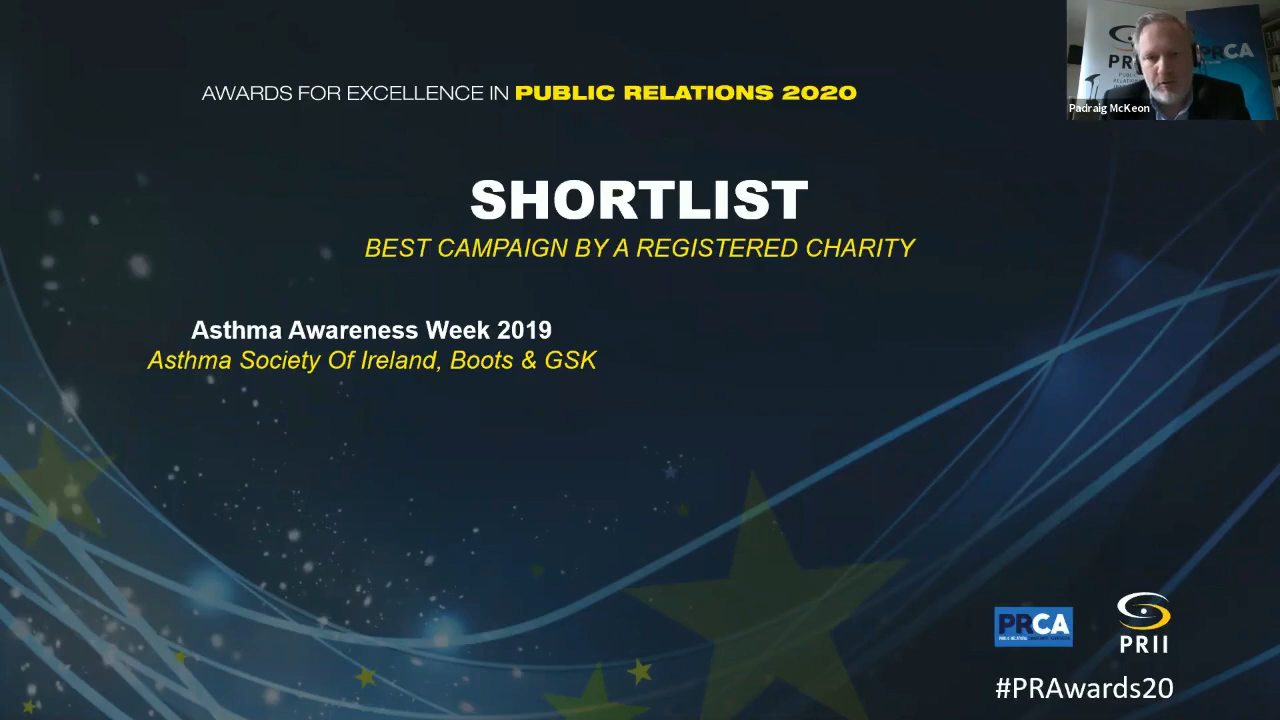 AWARDS FOR EXCELLENCE IN PUBLIC RELATIONS 2020
SHORTLIST
BEST CAMPAIGN BY A REGISTERED CHARITY
Asthma Awareness Week 2019
Asthma Society Of Ireland, Boots & GSK
PRCA
Padraig McKeon
PRCA
PRII
#PRAwards20